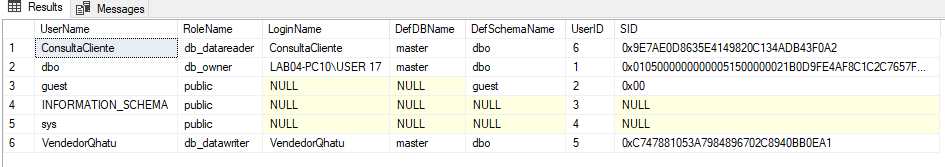 Results Messages
UserName RoleName LoginName DefDBName DefSchemaName UserID SID
1 ConsultaCliente db_datareader ConsultaCliente master dbo 6 0x9E7AE0D8635E4149820C134ADB43F0A2
2 dbo db_owner LAB04-PC10\USER 17 master dbo 1 0x01050000000000051500000021B0D9FE4AF8C1C2C7657F...
3 guest public NULL NULL guest 2 0x00
4 INFORMATION_SCHEMA public NULL NULL NULL 3 NULL
5 sys public NULL NULL NULL 4 NULL
6 VendedorQhatu db_datawriter VendedorQhatu master dbo 5 0xC747881053A7984896702C8940BB0EA1